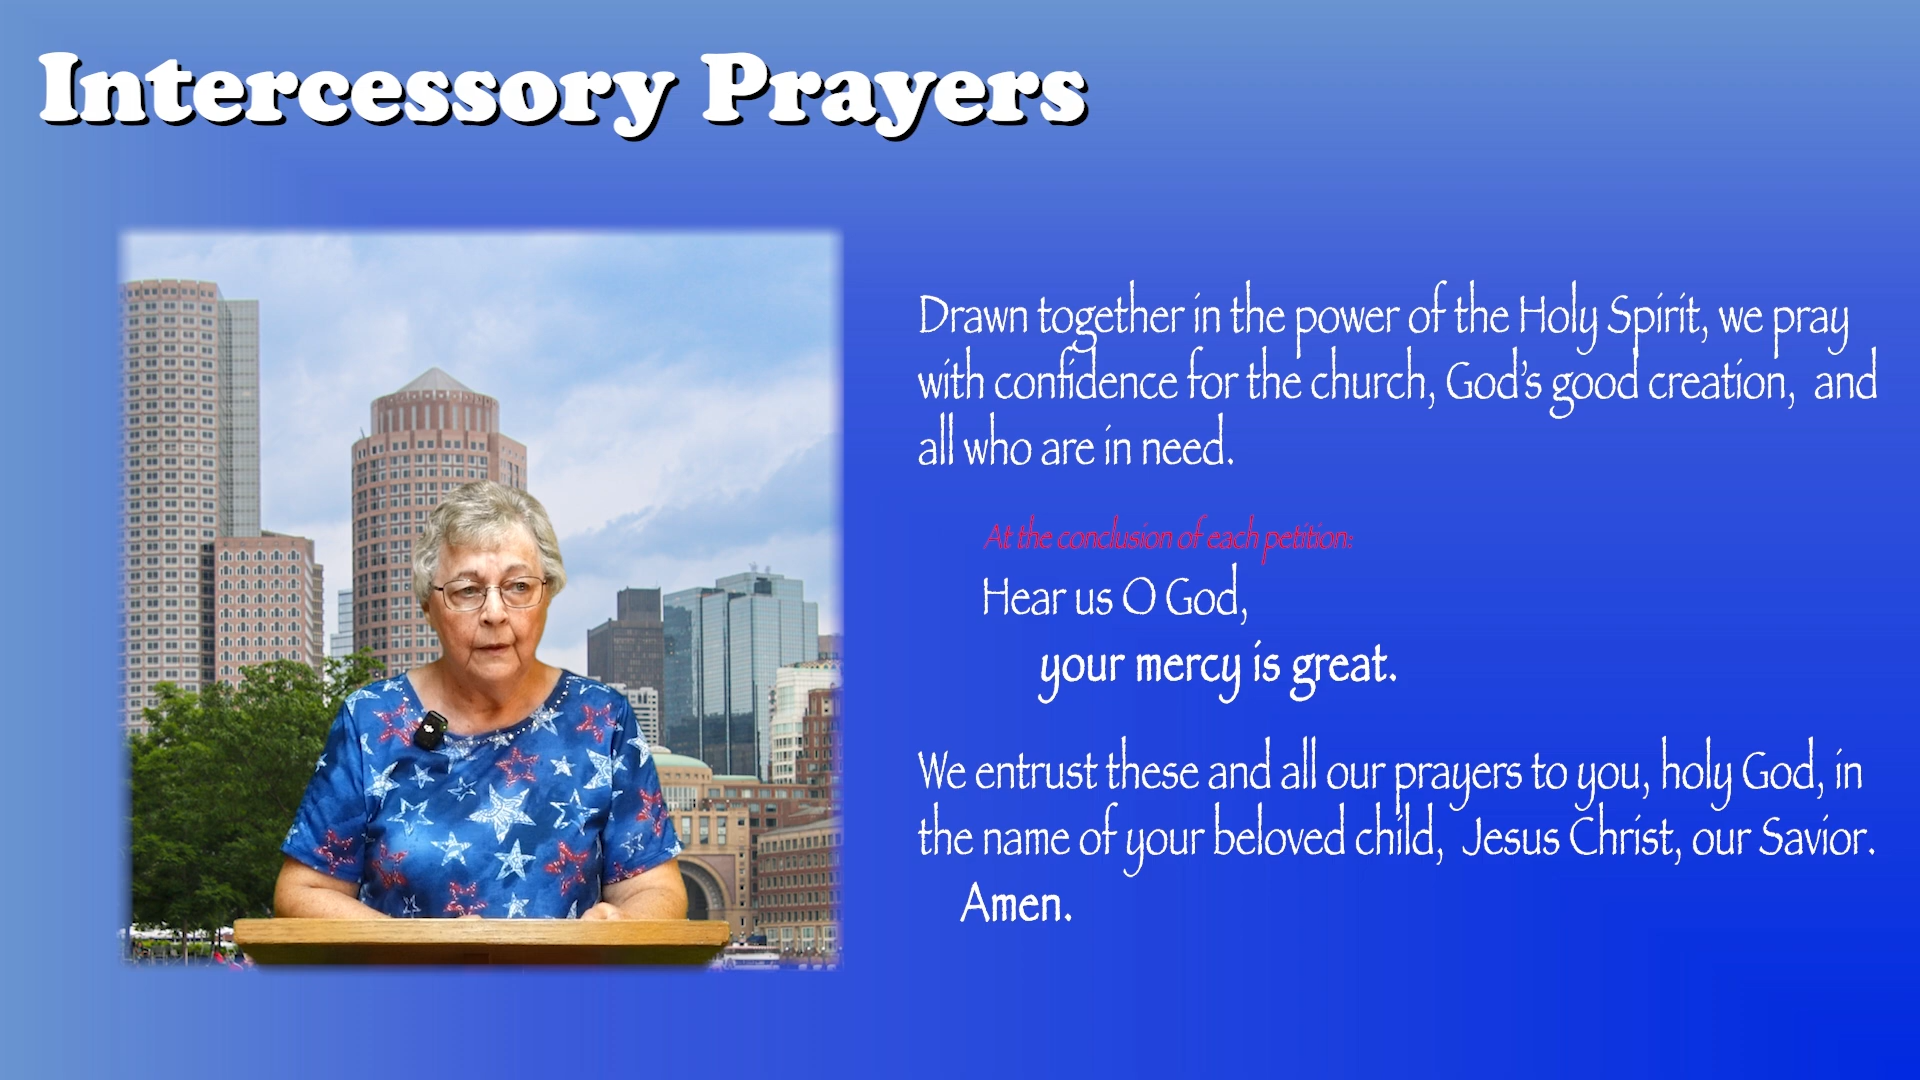 Intercessory Prayers
Drawn together in the power of the Holy Spirit, we pray
with confidence for the church, God's good creation,  and
all who are in need.
At the conclusion of each petition:
Hear us O God,
your mercy is great.
We entrust these and all our prayers to you, holy God, in
the name of your beloved child,  Jesus Christ, our Savior.
Amen.